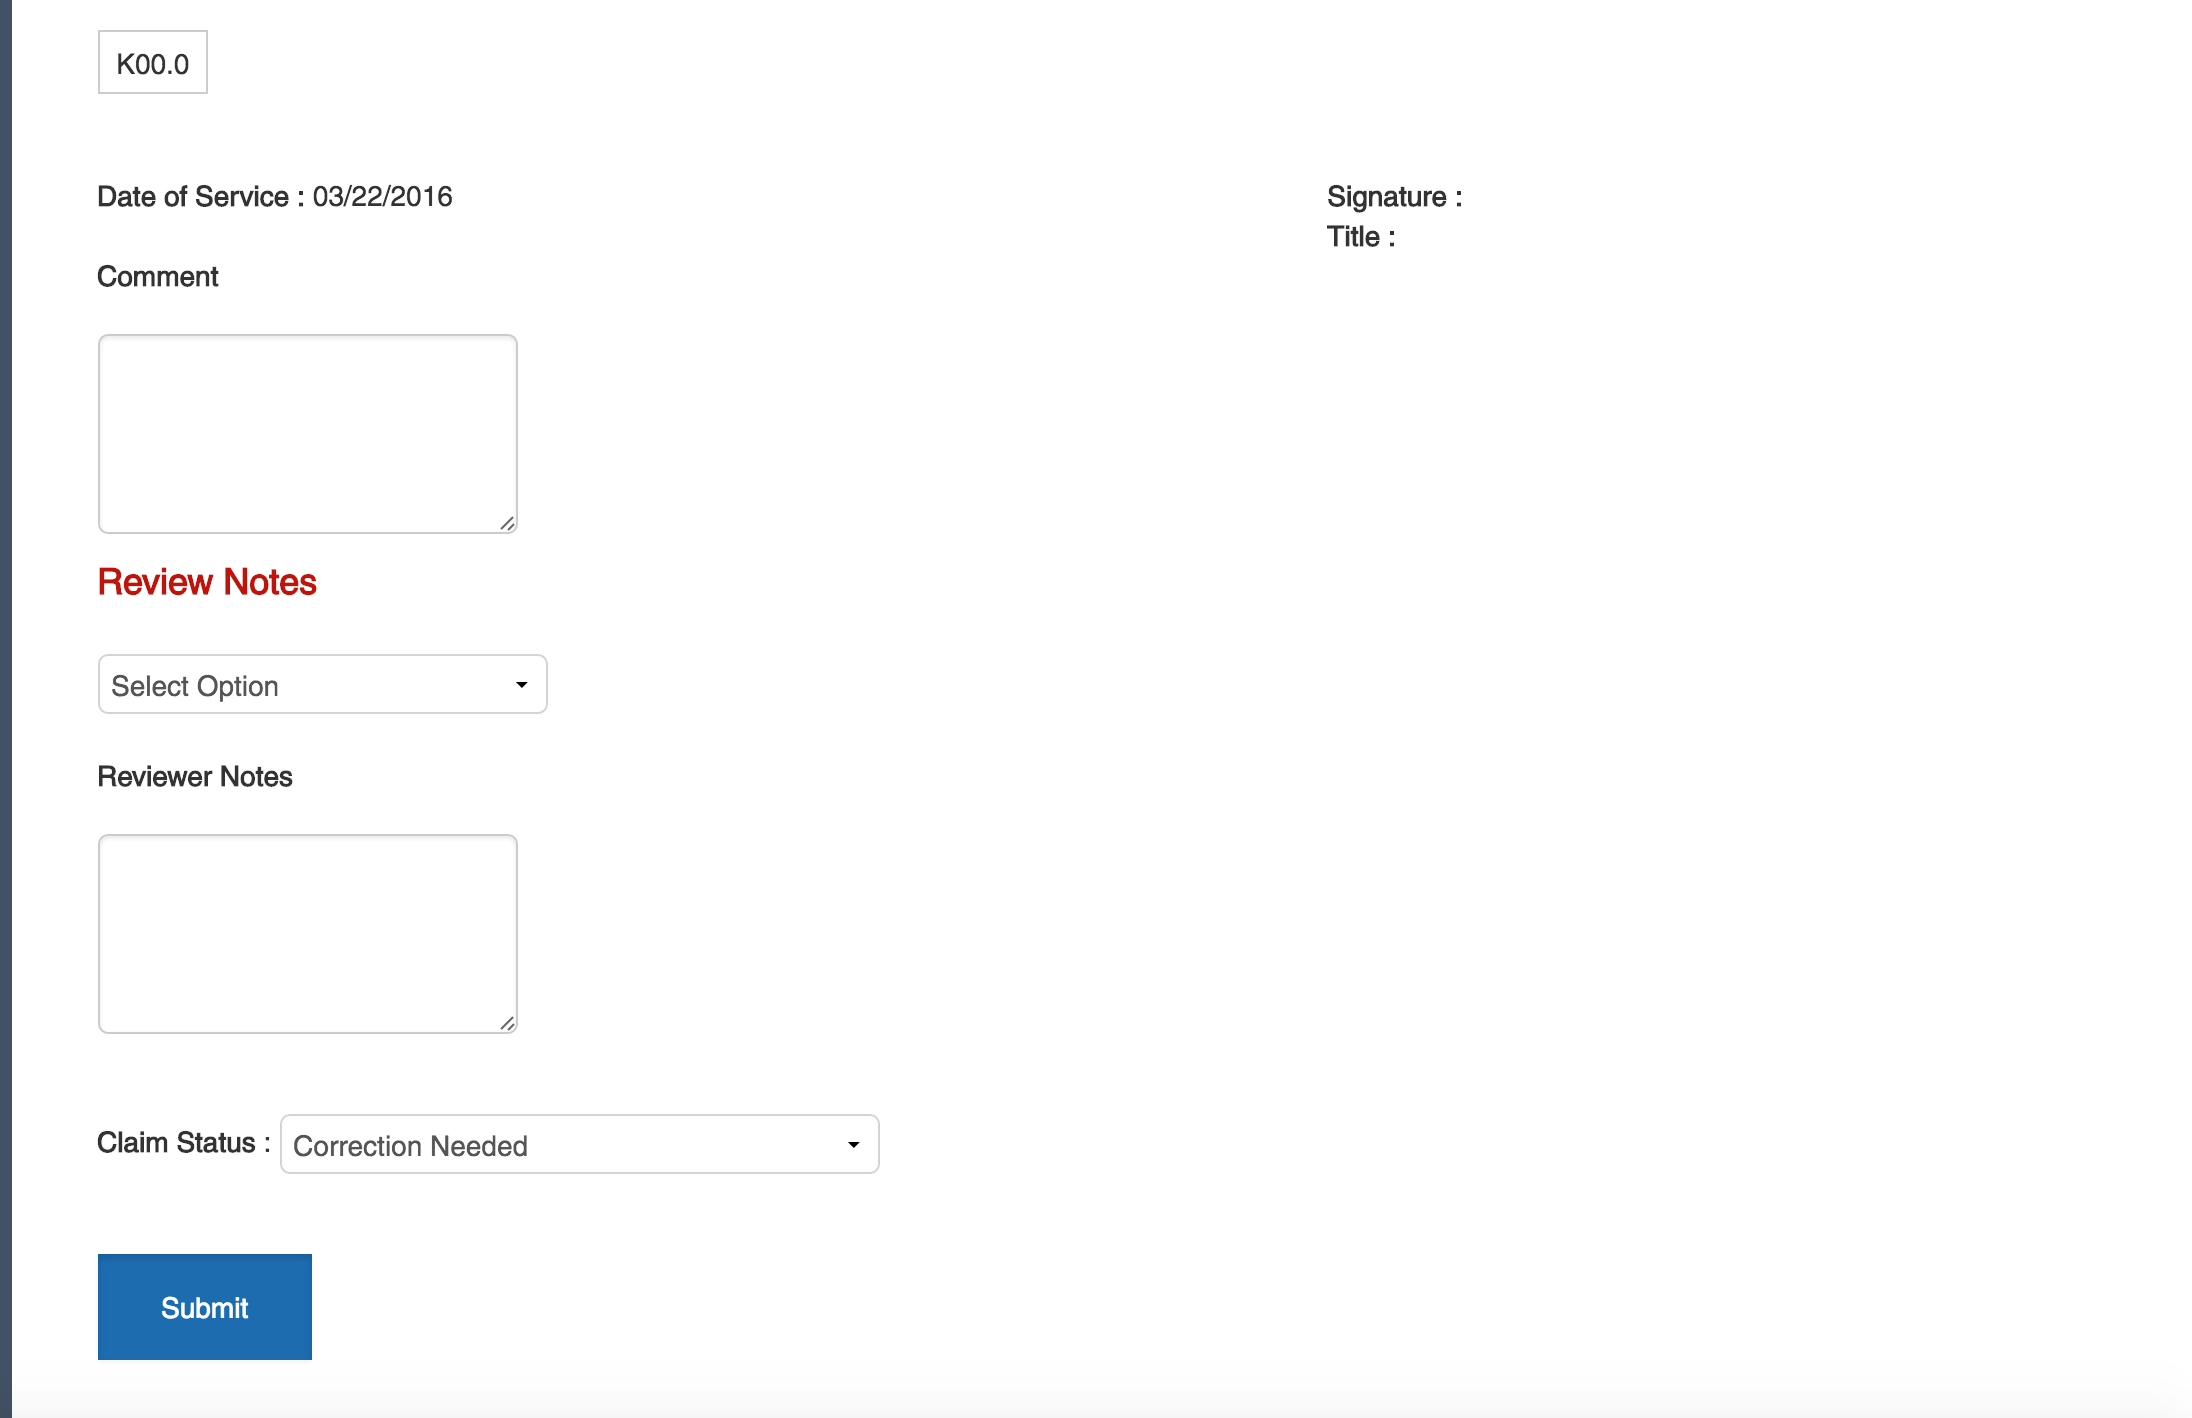 K00.0
Date of Service : 03/22/2016
Signature :
Title :
Comment
Review Notes
Select Option
Reviewer Notes
Claim Status : Correction Needed
Submit